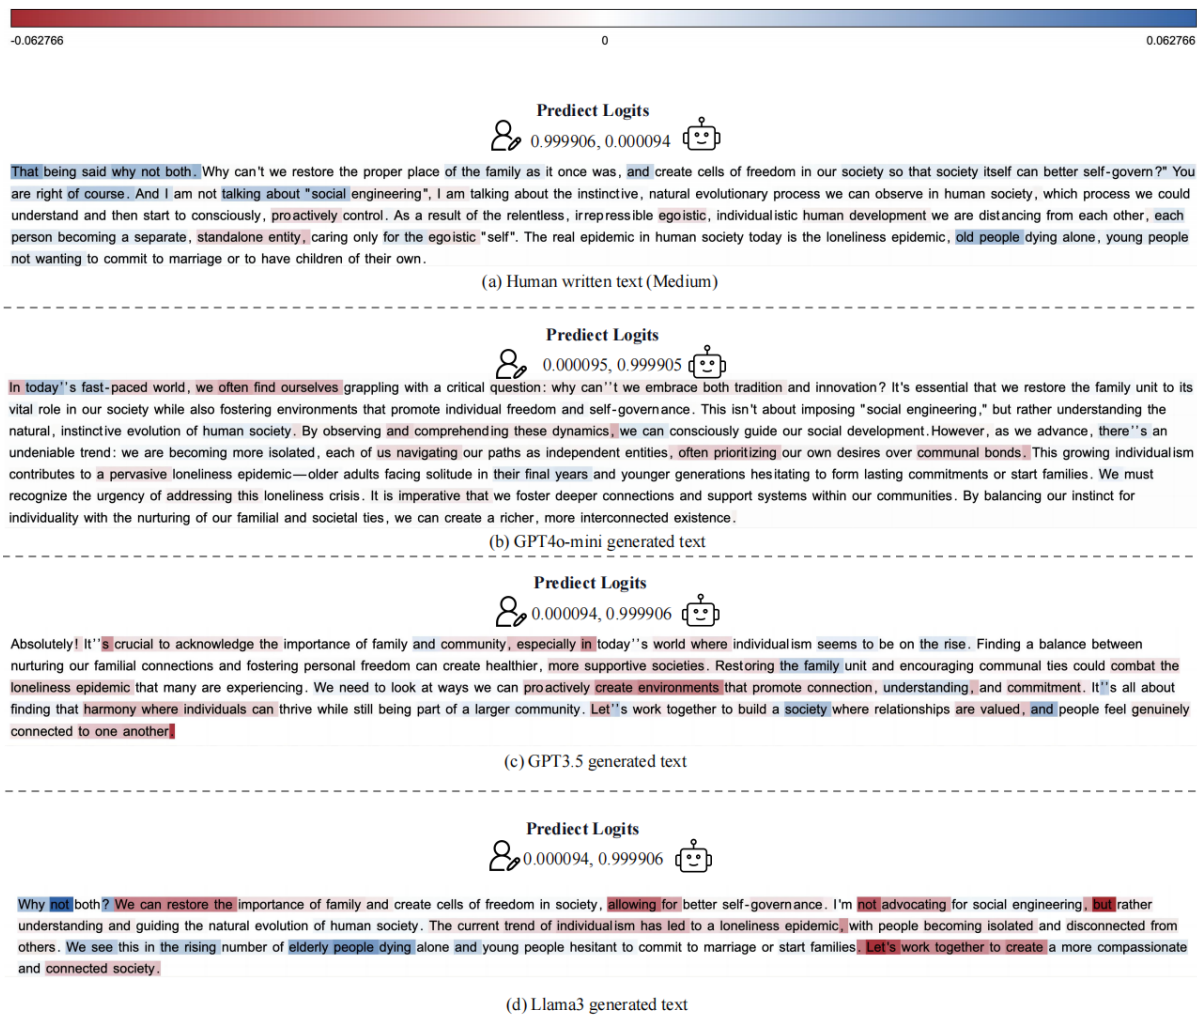 -0.062766 0 0.062766
Prediect Logits
0.999906, 0.000094
That being said why not both. Why can't we restore the proper place of the family as it once was, and create cells of freedom in our society so that society itself can better self-govern?" You
are right of course. And I am not talking about "social engineering", I am talking about the instinctive, natural evolutionary process we can observe in human society, which process we could
understand and then start to consciously, proactively control. As a result of the relentless, irrepressible egoistic, individualistic human development we are distancing from each other, each
person becoming a separate, standalone entity, caring only for the egoistic "self". The real epidemic in human society today is the loneliness epidemic, old people dying alone, young people
not wanting to commit to marriage or to have children of their own.
(a) Human written text (Medium)
Prediect Logits
0.000095, 0.999905
In today''s fast-paced world, we often find ourselves grappling with a critical question: why can''t we embrace both tradition and innovation? It's essential that we restore the family unit to its
vital role in our society while also fostering environments that promote individual freedom and self-governance. This isn't about imposing "social engineering," but rather understanding the
natural, instinctive evolution of human society. By observing and comprehending these dynamics, we can consciously guide our social development.However, as we advance, there''s an
undeniable trend: we are becoming more isolated, each of us navigating our paths as independent entities, often prioritizing our own desires over communal bonds. This growing individualism
contributes to a pervasive loneliness epidemic—older adults facing solitude in their final years and younger generations hesitating to form lasting commitments or start families. We must
recognize the urgency of addressing this loneliness crisis. It is imperative that we foster deeper connections and support systems within our communities. By balancing our instinct for
individuality with the nurturing of our familial and societal ties, we can create a richer, more interconnected existence.
(b) GPT4o-mini generated text
Prediect Logits
0.000094, 0.999906
Absolutely! It''s crucial to acknowledge the importance of family and community, especially in today''s world where individualism seems to be on the rise. Finding a balance between
nurturing our familial connections and fostering personal freedom can create healthier, more supportive societies. Restoring the family unit and encouraging communal ties could combat the
loneliness epidemic that many are experiencing. We need to look at ways we can proactively create environments that promote connection, understanding, and commitment. It''s all about
finding that harmony where individuals can thrive while still being part of a larger community. Let''s work together to build a society where relationships are valued, and people feel genuinely
connected to one another.
(c) GPT3.5 generated text
Prediect Logits
0.000094, 0.999906
Why not both? We can restore the importance of family and create cells of freedom in society, allowing for better self-governance. I'm not advocating for social engineering, but rather
understanding and guiding the natural evolution of human society. The current trend of individualism has led to a loneliness epidemic, with people becoming isolated and disconnected from
others. We see this in the rising number of elderly people dying alone and young people hesitant to commit to marriage or start families. Let's work together to create a more compassionate
and connected society.
(d) Llama3 generated text